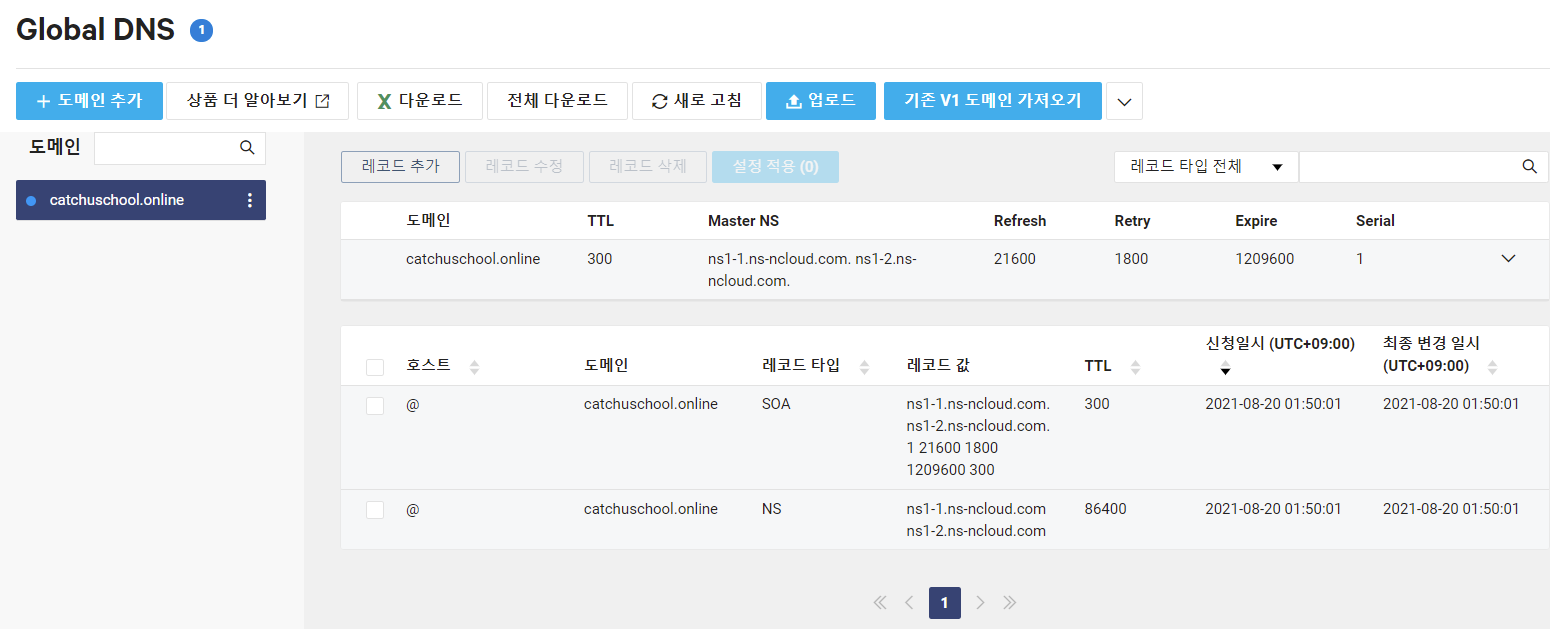 Global DNS 1
+ 도메인 추가 상품 더 알아보기 다운로드 전체 다운로드 새로 고침 업로드 기존 V1 도메인 가져오기
도메인
catchuschool.online
레코드 추가 레코드 수정 레코드 삭제 설정 적용 (0) 레코드 타입 전체
도메인 TTL Master NS Refresh Retry Expire Serial
catchuschool.online 300 ns1-1.ns-ncloud.com. ns1-2.ns- 21600 1800 1209600 1
ncloud.com.
신청일시 (UTC+09:00) 최종 변경 일시
호스트 도메인 레코드 타입 레코드 값 TTL (UTC+09:00)
@ catchuschool.online SOA ns1-1.ns-ncloud.com. 300 2021-08-20 01:50:01 2021-08-20 01:50:01
ns1-2.ns-ncloud.com.
1 21600 1800
1209600 300
@ catchuschool.online NS ns1-1.ns-ncloud.com 86400 2021-08-20 01:50:01 2021-08-20 01:50:01
ns1-2.ns-ncloud.com
1